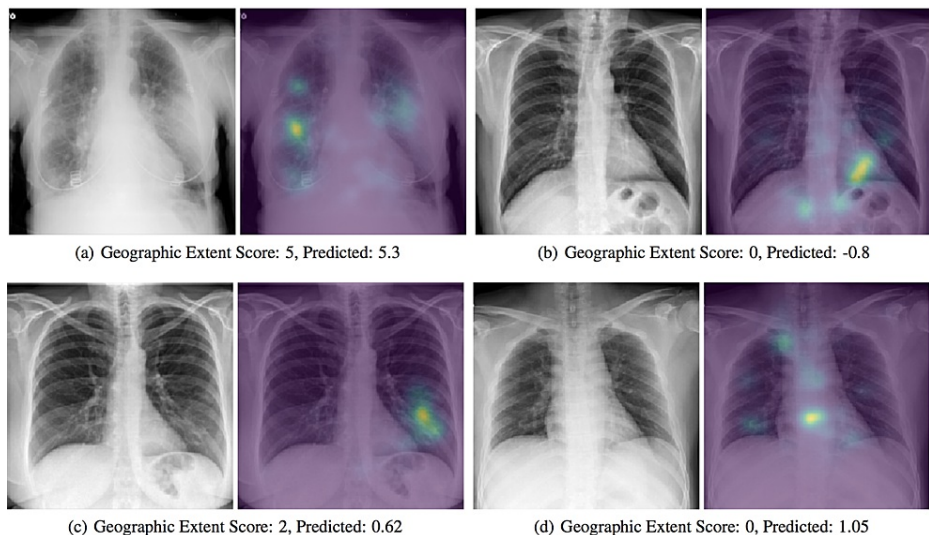 (a) Geographic Extent Score: 5, Predicted: 5.3
(b) Geographic Extent Score: 0, Predicted: -0.8
(c) Geographic Extent Score: 2, Predicted: 0.62
(d) Geographic Extent Score: 0, Predicted: 1.05